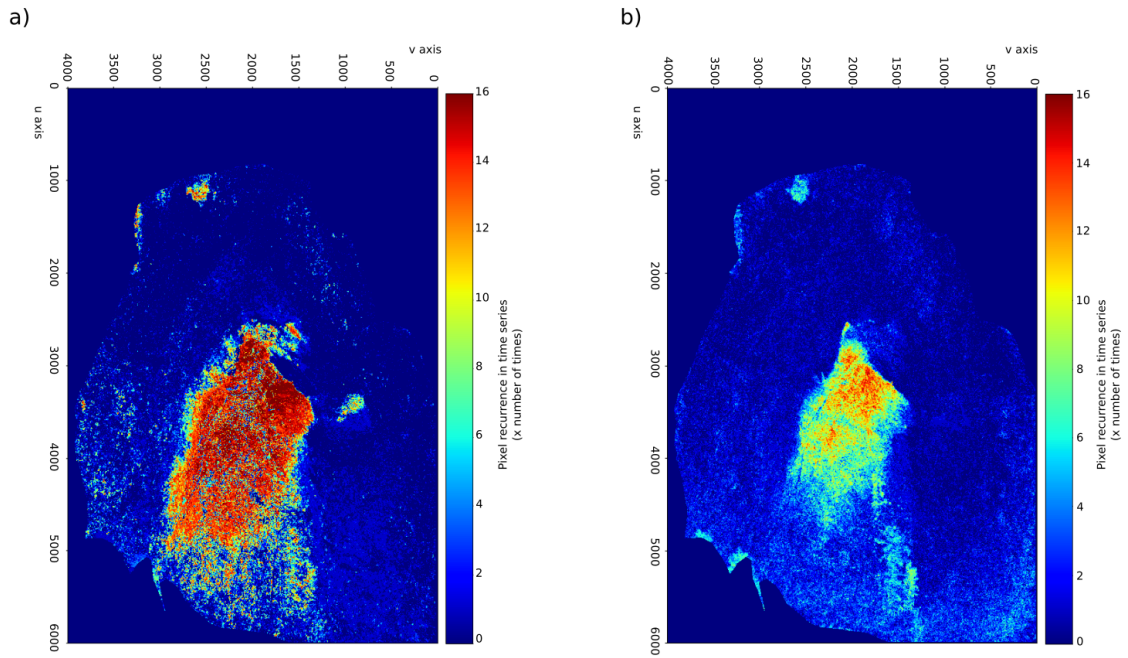 a)
v axis
4000 3500 3000 2500 2000 1500 1000 500 0
u axis
0 1000 2000 3000 4000 5000 6000
16
14
12
10
8
6
4
2
0
Pixel recurrence in time series
(x number of times)
b)
v axis
4000 3500 3000 2500 2000 1500 1000 500 0
u axis
0 1000 2000 3000 4000 5000 6000
16
14
12
10
8
6
4
2
0
Pixel recurrence in time series
(x number of times)